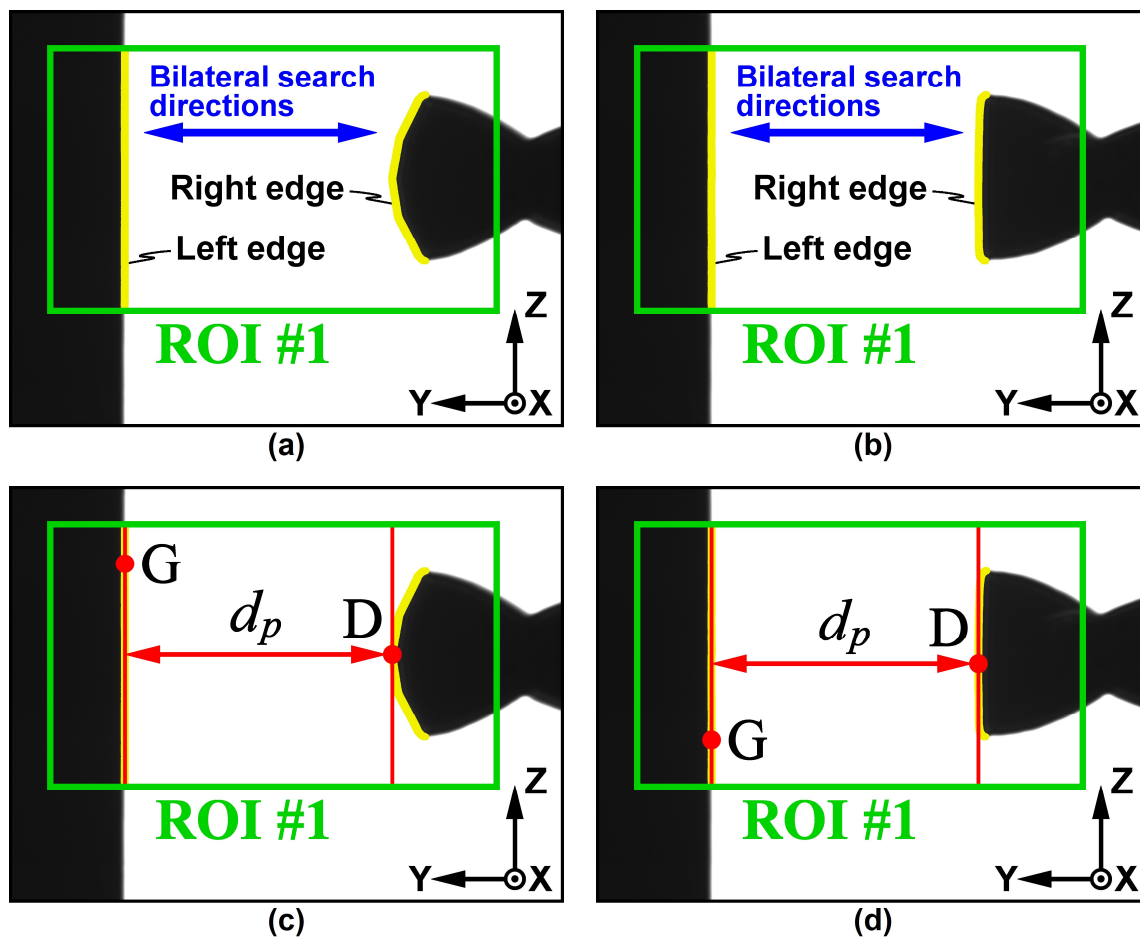 Bilateral search
directions
Right edge
Left edge
ROI #1
Z
Y
X
(a)
Bilateral search
directions
Right edge
Left edge
ROI #1
Z
Y
X
(b)
G
d_p
D
ROI #1
Z
Y
X
(c)
d_p
D
G
ROI #1
Z
Y
X
(d)